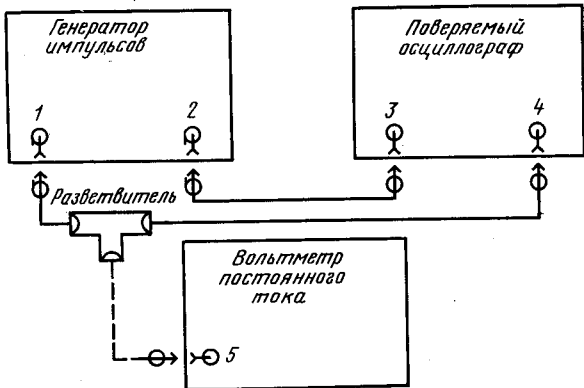 Генератор
импульсов
Поверяемый
осциллограф
1
2
3
4
Разветвитель
Вольтметр
постоянного
тока
5